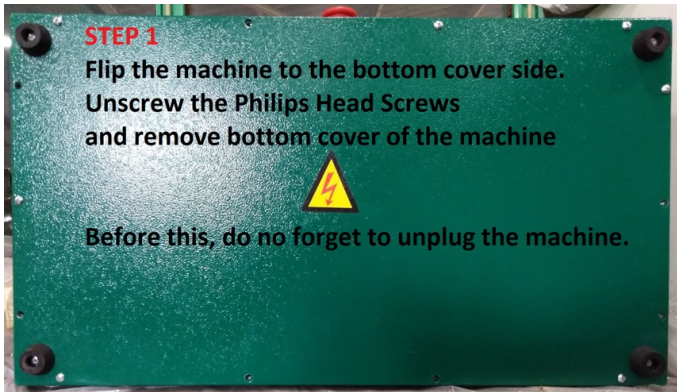 STEP 1
Flip the machine to the bottom cover side.
Unscrew the Philips Head Screws
and remove bottom cover of the machine
Before this, do no forget to unplug the machine.